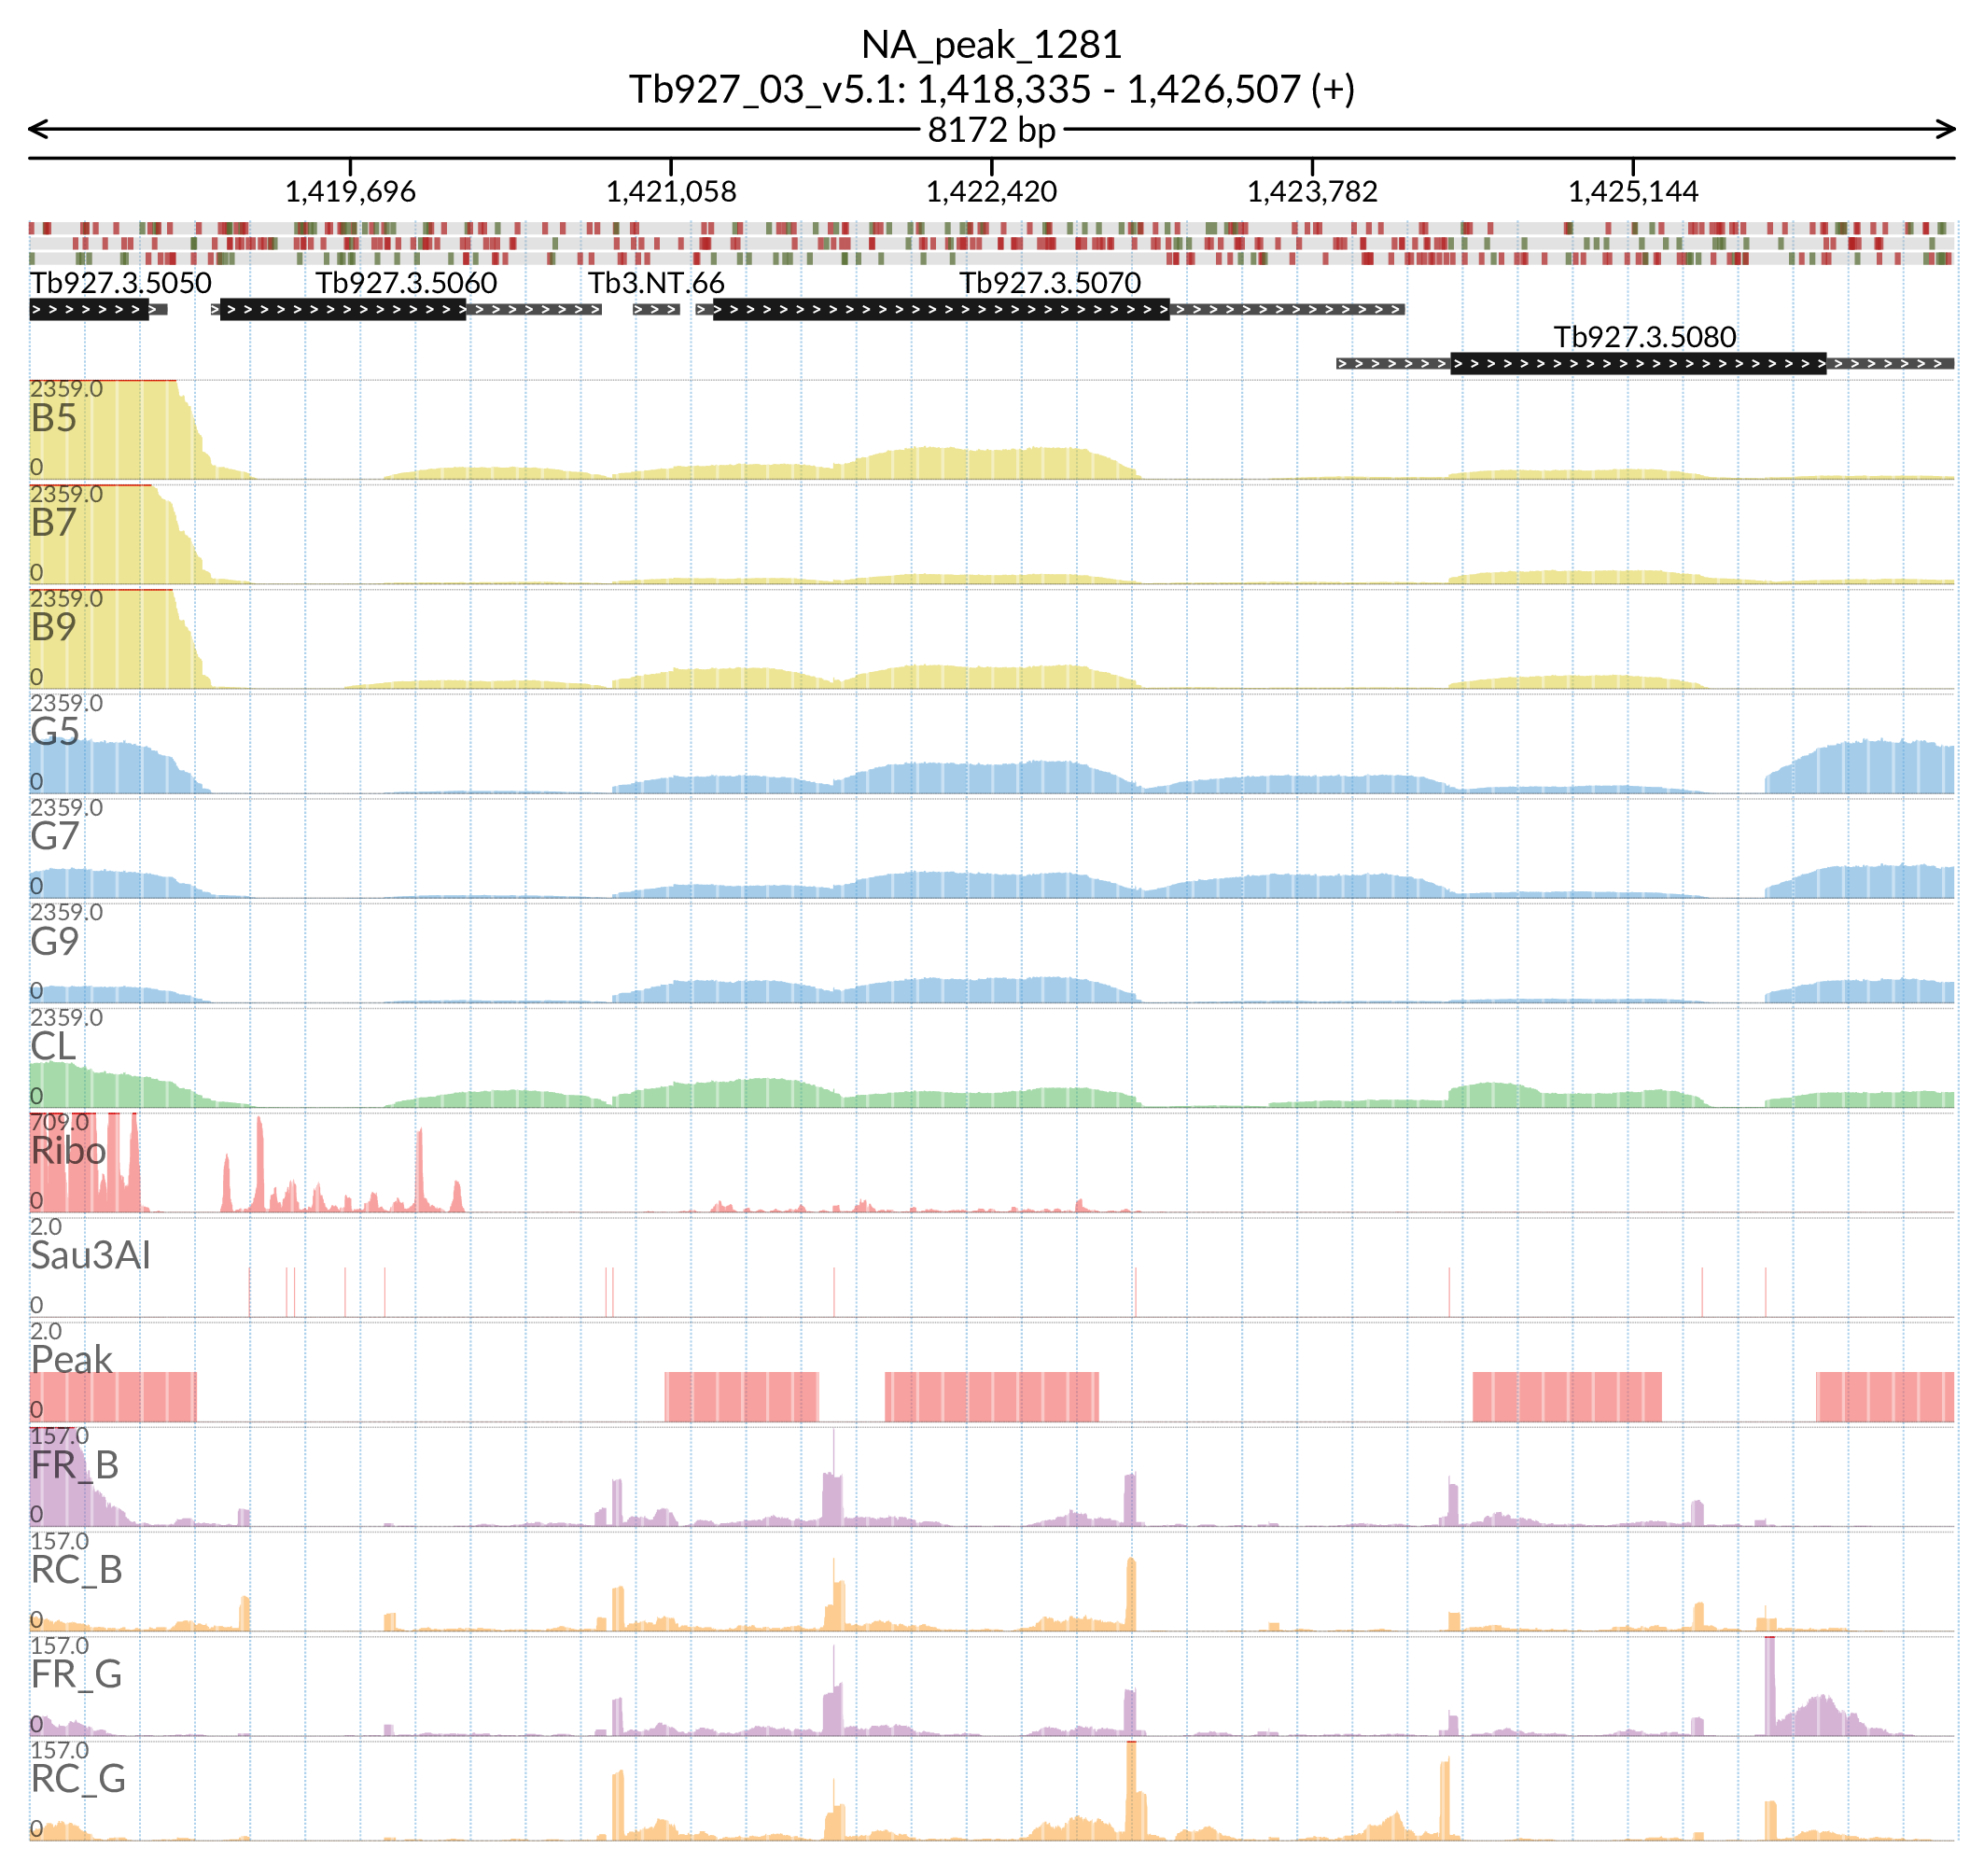 NA_peak_1281
Tb927_03_v5.1: 1,418,335 - 1,426,507 (+)
8172 bp
1,419,696 1,421,058 1,422,420 1,423,782 1,425,144
Tb927.3.5050 Tb927.3.5060 Tb3.NT.66 Tb927.3.5070
Tb927.3.5080
2359.0
B5
0
2359.0
B7
0
2359.0
B9
0
2359.0
G5
0
2359.0
G7
0
2359.0
G9
0
2359.0
CL
0
709.0
Ribo
0
2.0
Sau3AI
0
2.0
Peak
0
157.0
FR_B
0
157.0
RC_B
0
157.0
FR_G
0
157.0
RC_G
0